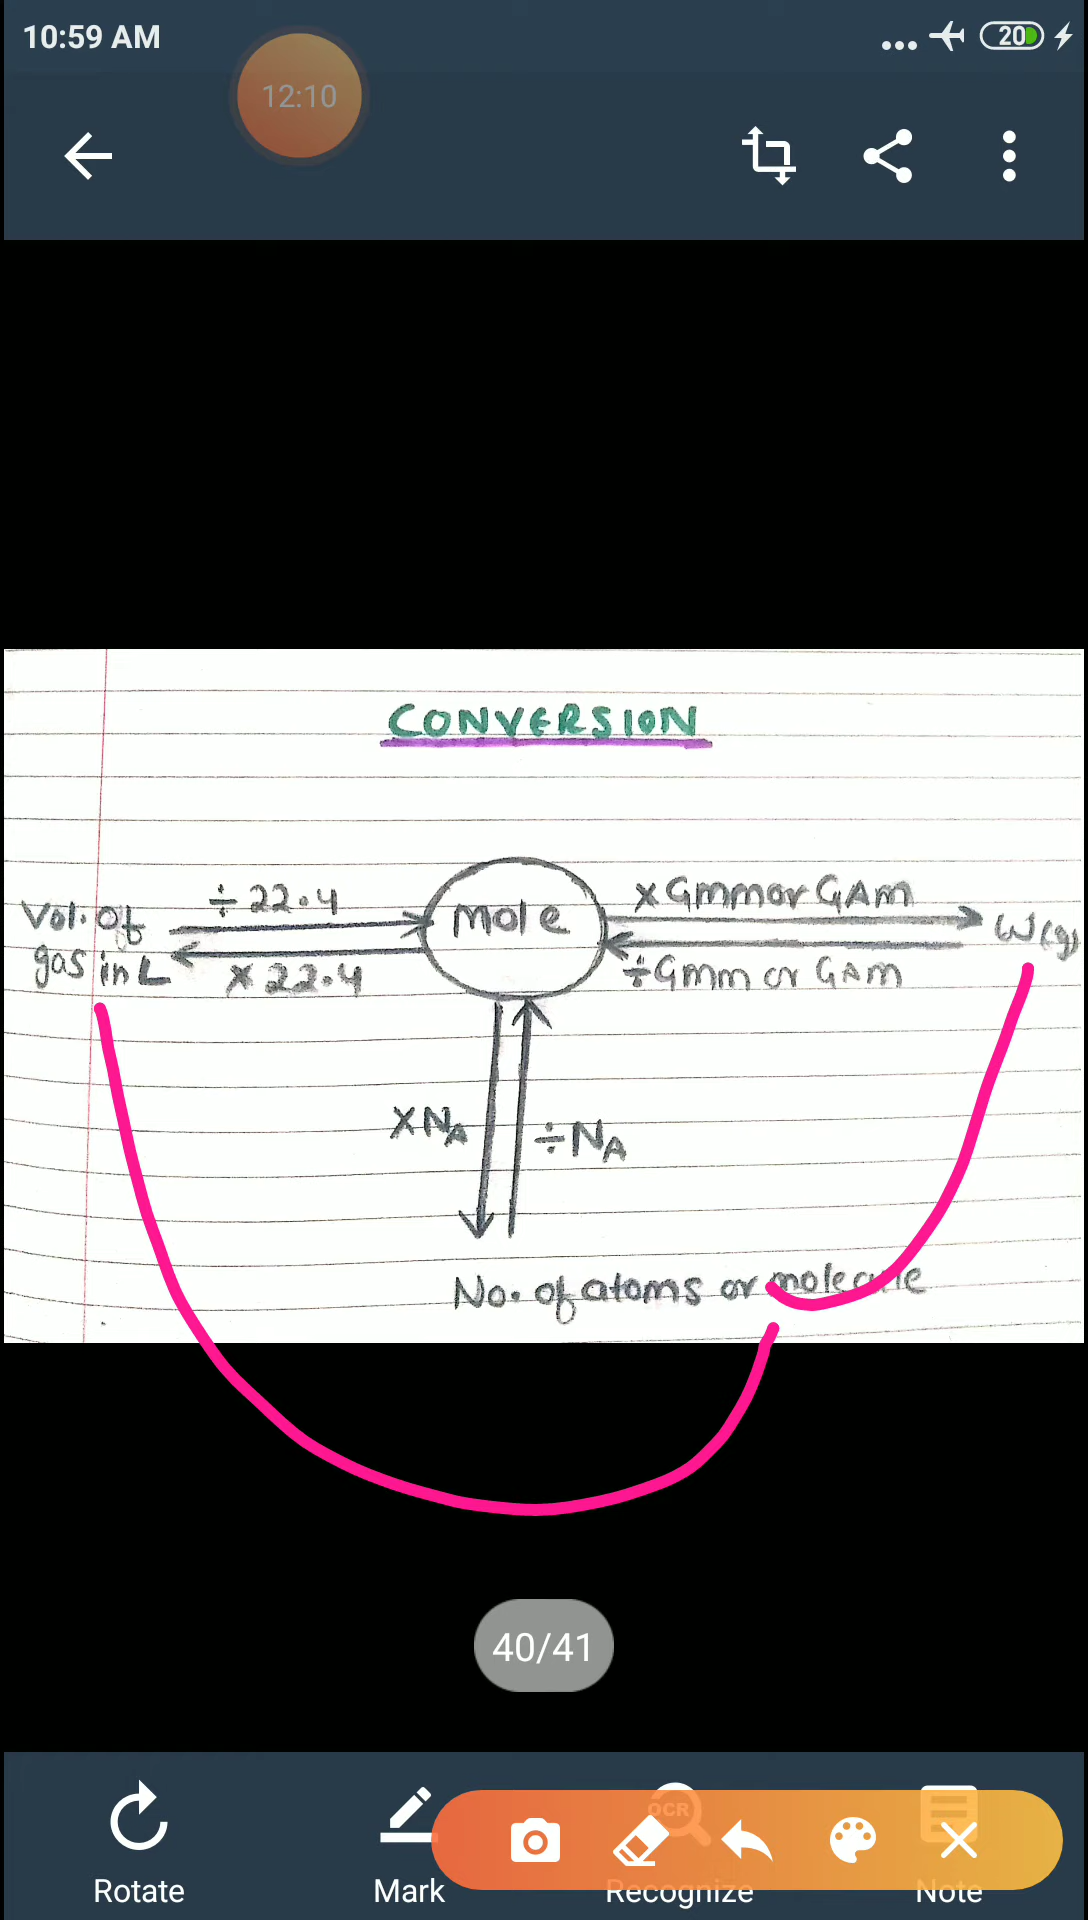 10:59 AM
20
12:10
CONVERSION
Vol. Of
gas in L
÷ 22.4
× 22.4
mole
× Gmm or GAm
÷ Gmm or GAm
W(g)
× NA
÷ NA
No. of atoms or molecule
40/41
OCR
Rotate
Mark
Recognize
Note